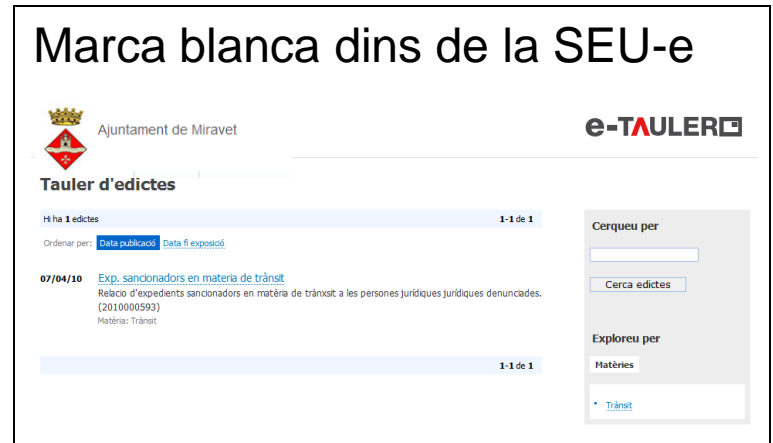 Marca blanca dins de la SEU-e
Ajuntament de Miravet
e-TAULER
Tauler d'edictes
Hi ha 1 edictes 1-1 de 1
Ordenar per: Data publicació Data fi exposició
07/04/10 Exp. sancionadors en materia de trànsit
Relacio d'expedients sancionadors en matèria de trànxsit a les persones jurídiques jurídiques denunciades.
(2010000593)
Matèria: Trànsit
1-1 de 1
Cerqueu per
Cerca edictes
Exploreu per
Matèries
Trànsit